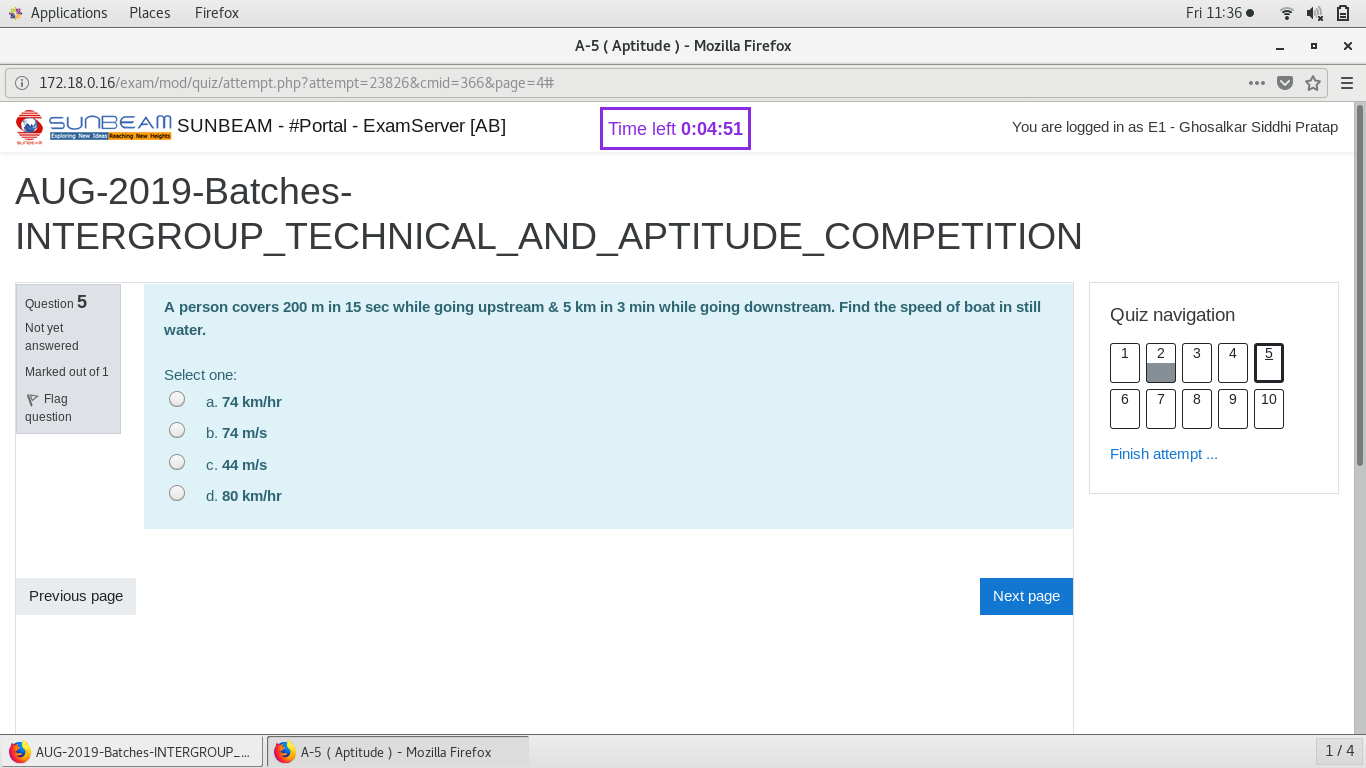 Applications Places Firefox Fri 11:36
A-5 ( Aptitude ) - Mozilla Firefox
172.18.0.16/exam/mod/quiz/attempt.php?attempt=23826&cmid=366&page=4#
SUNBEAM
Exploring New Ideas Reaching New Heights
SUNBEAM
SUNBEAM - #Portal - ExamServer [AB]
Time left 0:04:51
You are logged in as E1 - Ghosalkar Siddhi Pratap
AUG-2019-Batches-
INTERGROUP_TECHNICAL_AND_APTITUDE_COMPETITION
Question 5
Not yet
answered
Marked out of 1
Flag
question
A person covers 200 m in 15 sec while going upstream & 5 km in 3 min while going downstream. Find the speed of boat in still
water.
Select one:
a. 74 km/hr
b. 74 m/s
c. 44 m/s
d. 80 km/hr
Previous page
Next page
Quiz navigation
1 2 3 4 5
6 7 8 9 10
Finish attempt ...
AUG-2019-Batches-INTERGROUP_... A-5 ( Aptitude ) - Mozilla Firefox 1 / 4